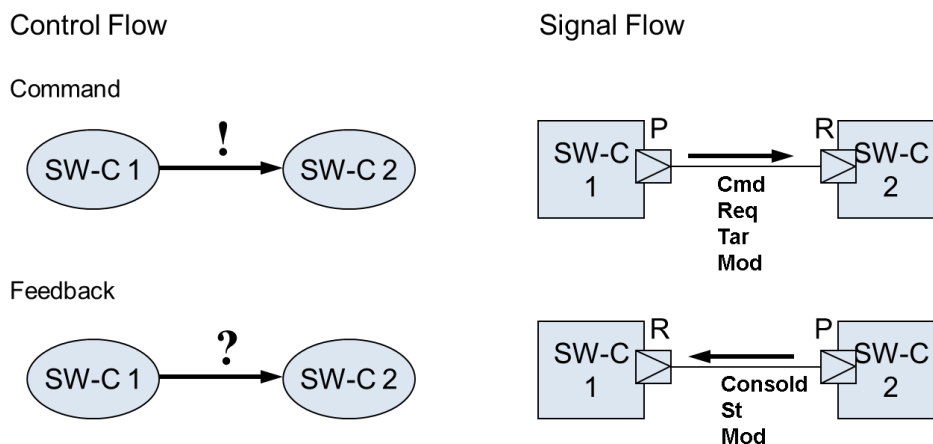 Control Flow
Signal Flow
Command
!
SW-C 1
SW-C 2
P
R
SW-C
1
SW-C
2
Cmd
Req
Tar
Mod
Feedback
?
SW-C 1
SW-C 2
R
P
SW-C
1
SW-C
2
Consold
St
Mod